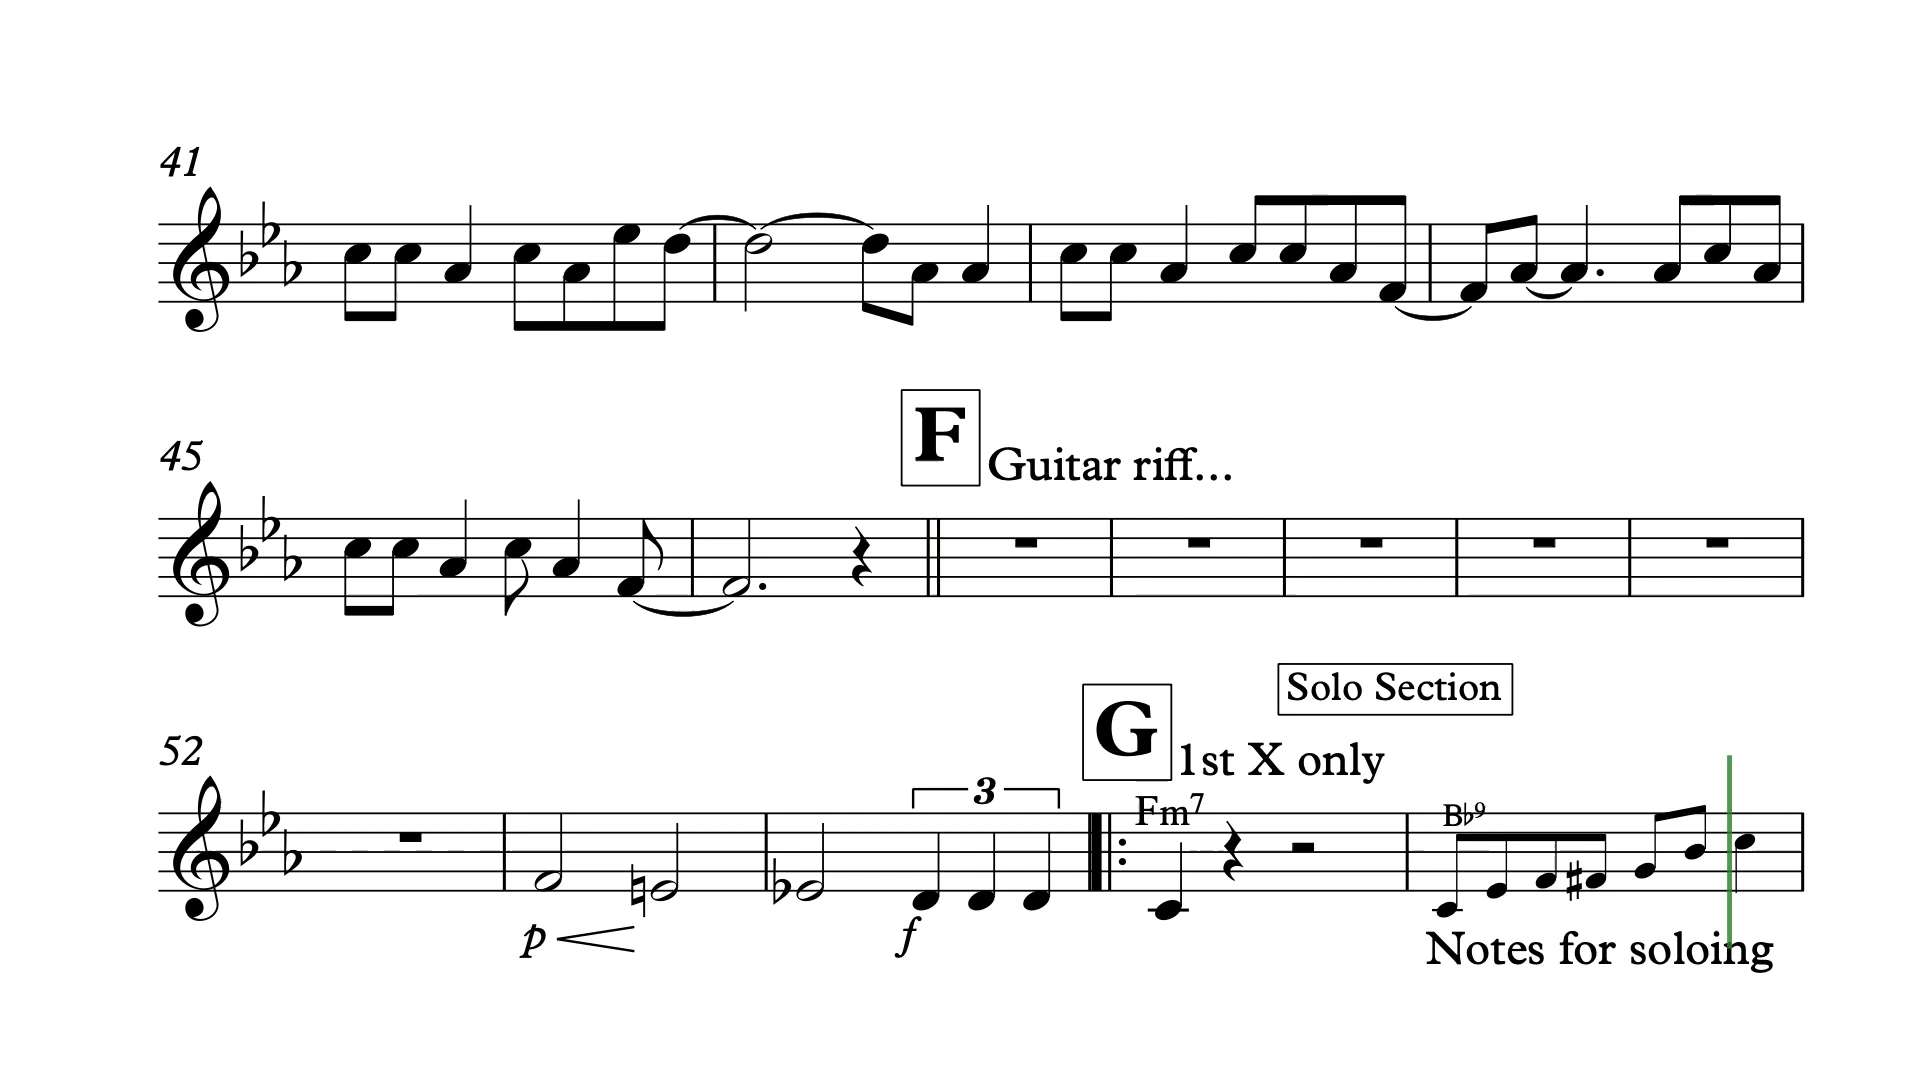 41
45
F
Guitar riff...
52
3
p
f
G
Solo Section
1st X only
Fm7
B♭9
Notes for soloing